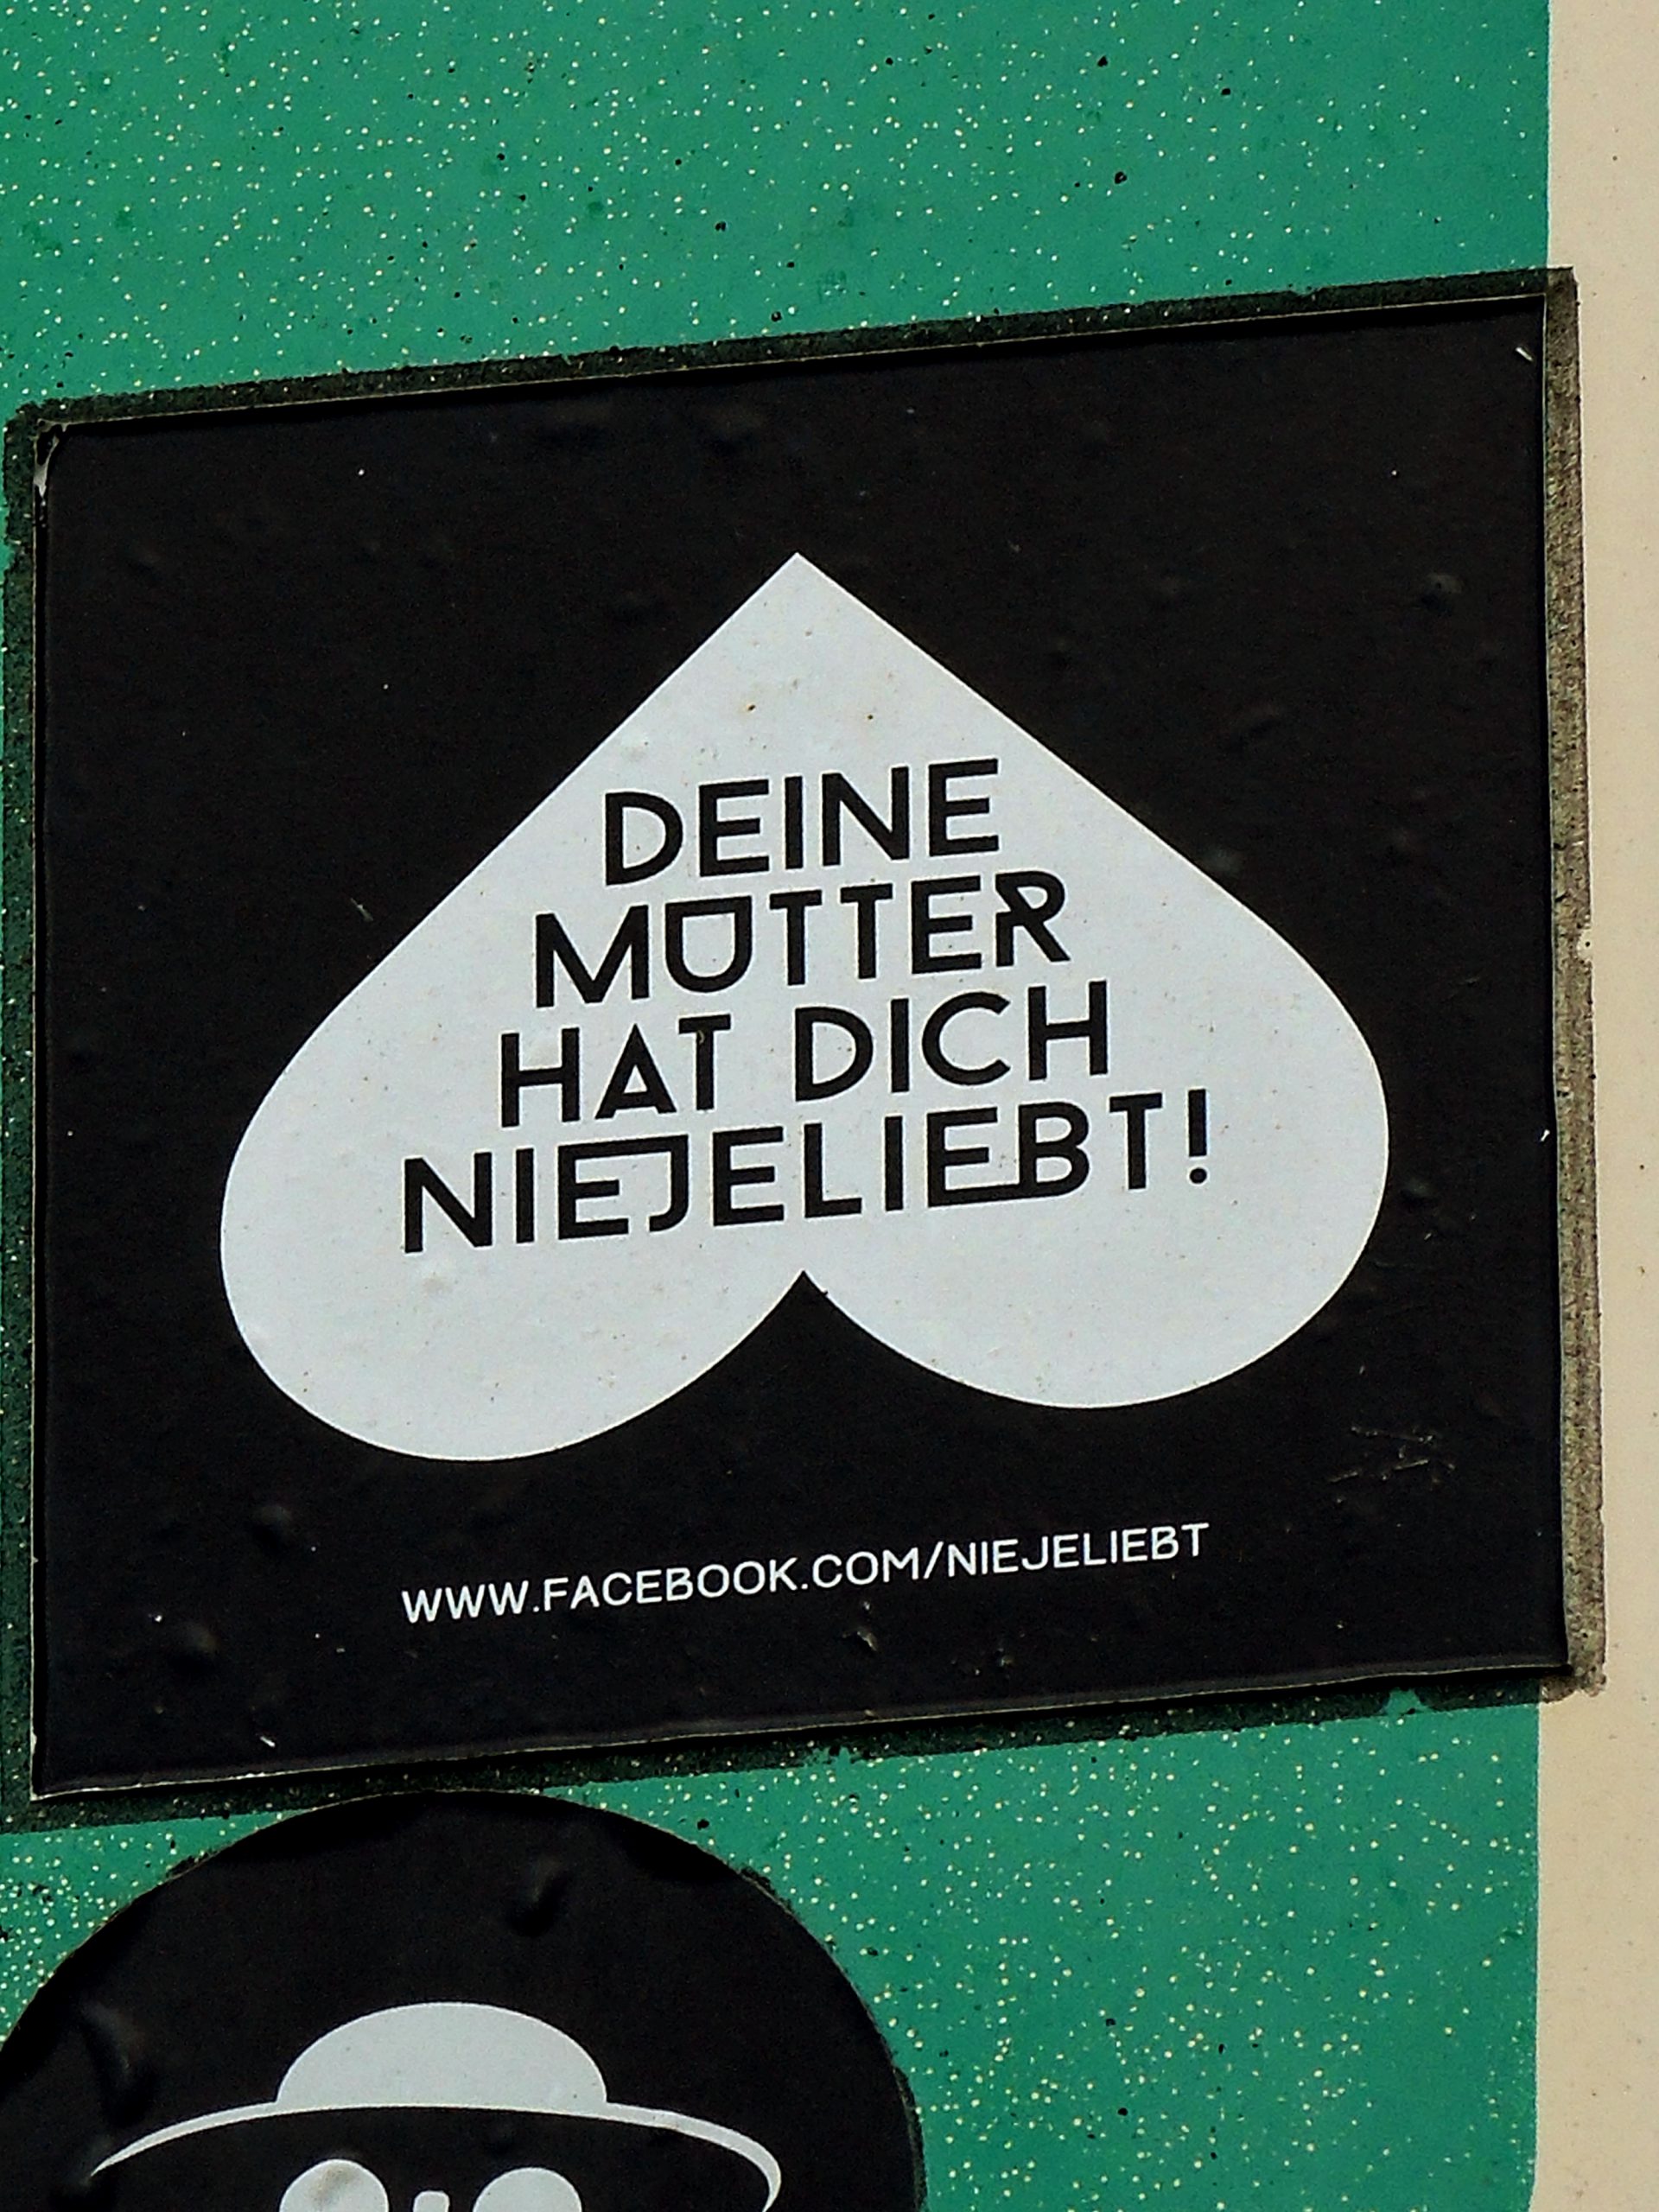 DEINE
MUTTER
HAT DICH
NIEJELIEBT!
WWW.FACEBOOK.COM/NIEJELIEBT